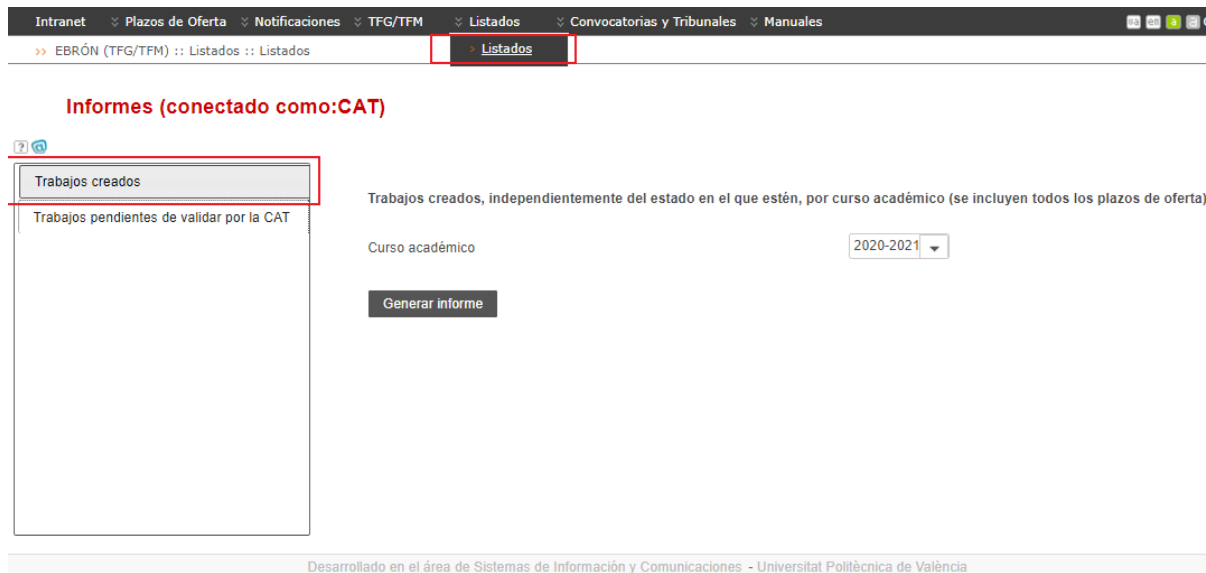 Intranet Plazos de Oferta Notificaciones TFG/TFM Listados Convocatorias y Tribunales Manuales va en a a
>> EBRÓN (TFG/TFM) :: Listados :: Listados
> Listados
Informes (conectado como:CAT)
? @
Trabajos creados
Trabajos pendientes de validar por la CAT
Trabajos creados, independientemente del estado en el que estén, por curso académico (se incluyen todos los plazos de oferta)
Curso académico 2020-2021
Generar informe
Desarrollado en el área de Sistemas de Información y Comunicaciones - Universitat Politècnica de València